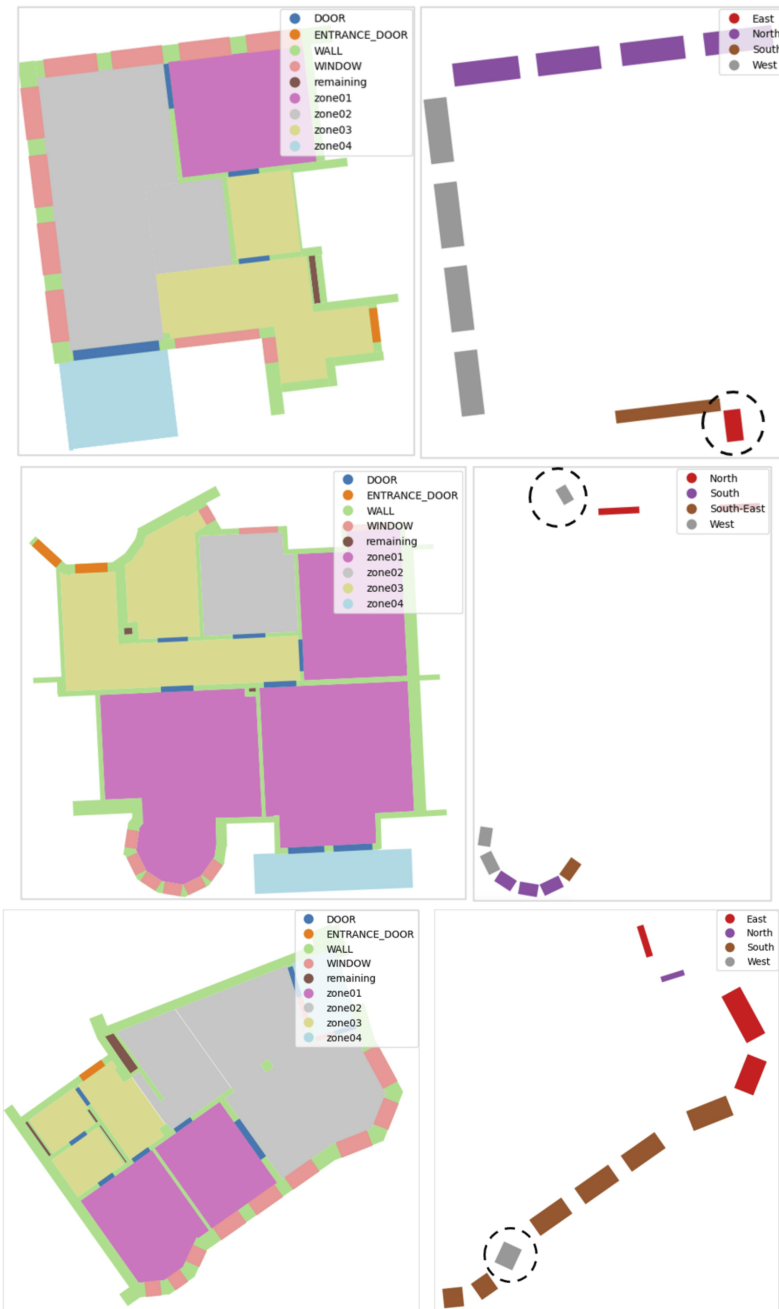 DOOR
ENTRANCE_DOOR
WALL
WINDOW
remaining
zone01
zone02
zone03
zone04
East
North
South
West
DOOR
ENTRANCE_DOOR
WALL
WINDOW
remaining
zone01
zone02
zone03
zone04
North
South
South-East
West
DOOR
ENTRANCE_DOOR
WALL
WINDOW
remaining
zone01
zone02
zone03
zone04
East
North
South
West